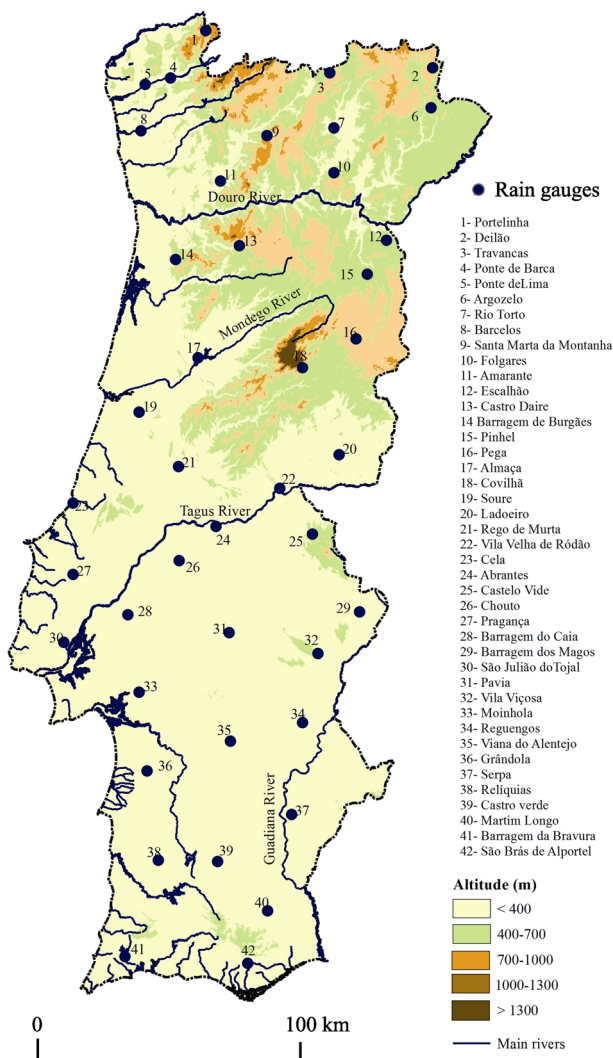 1
2
3
4
5
6
7
8
9
10
11
Douro River
12
13
14
15
Mondego River
16
17
18
19
20
21
22
23
Tagus River
24
25
26
27
28
29
30
31
32
33
34
35
36
Guadiana River
37
38
39
40
41
42
0
100 km
Rain gauges
1- Portelinha
2- Deilão
3- Travancas
4- Ponte de Barca
5- Ponte deLima
6- Argozelo
7- Rio Torto
8- Barcelos
9- Santa Marta da Montanha
10- Folgares
11- Amarante
12- Escalhão
13- Castro Daire
14 Barragem de Burgães
15- Pinhel
16- Pega
17- Almaça
18- Covilhã
19- Soure
20- Ladoeiro
21- Rego de Murta
22- Vila Velha de Ródão
23- Cela
24- Abrantes
25- Castelo Vide
26- Chouto
27- Pragança
28- Barragem do Caia
29- Barragem dos Magos
30- São Julião doTojal
31- Pavia
32- Vila Viçosa
33- Moinhola
34- Reguengos
35- Viana do Alentejo
36- Grândola
37- Serpa
38- Relíquias
39- Castro verde
40- Martim Longo
41- Barragem da Bravura
42- São Brás de Alportel
Altitude (m)
< 400
400-700
700-1000
1000-1300
> 1300
Main rivers